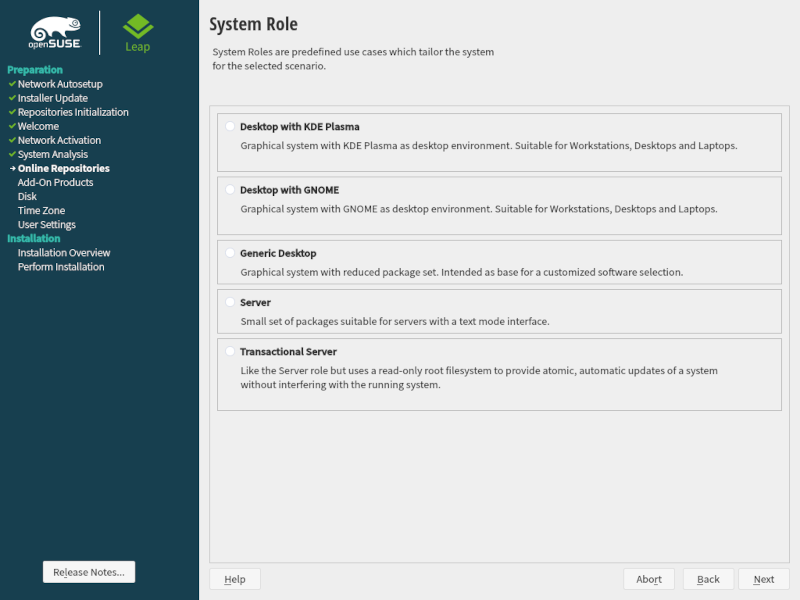 openSUSE
Leap
Preparation
Network Autosetup
Installer Update
Repositories Initialization
Welcome
Network Activation
System Analysis
Online Repositories
Add-On Products
Disk
Time Zone
User Settings
Installation
Installation Overview
Perform Installation
Release Notes...
System Role
System Roles are predefined use cases which tailor the system
for the selected scenario.
Desktop with KDE Plasma
Graphical system with KDE Plasma as desktop environment. Suitable for Workstations, Desktops and Laptops.
Desktop with GNOME
Graphical system with GNOME as desktop environment. Suitable for Workstations, Desktops and Laptops.
Generic Desktop
Graphical system with reduced package set. Intended as base for a customized software selection.
Server
Small set of packages suitable for servers with a text mode interface.
Transactional Server
Like the Server role but uses a read-only root filesystem to provide atomic, automatic updates of a system
without interfering with the running system.
Help
Abort
Back
Next